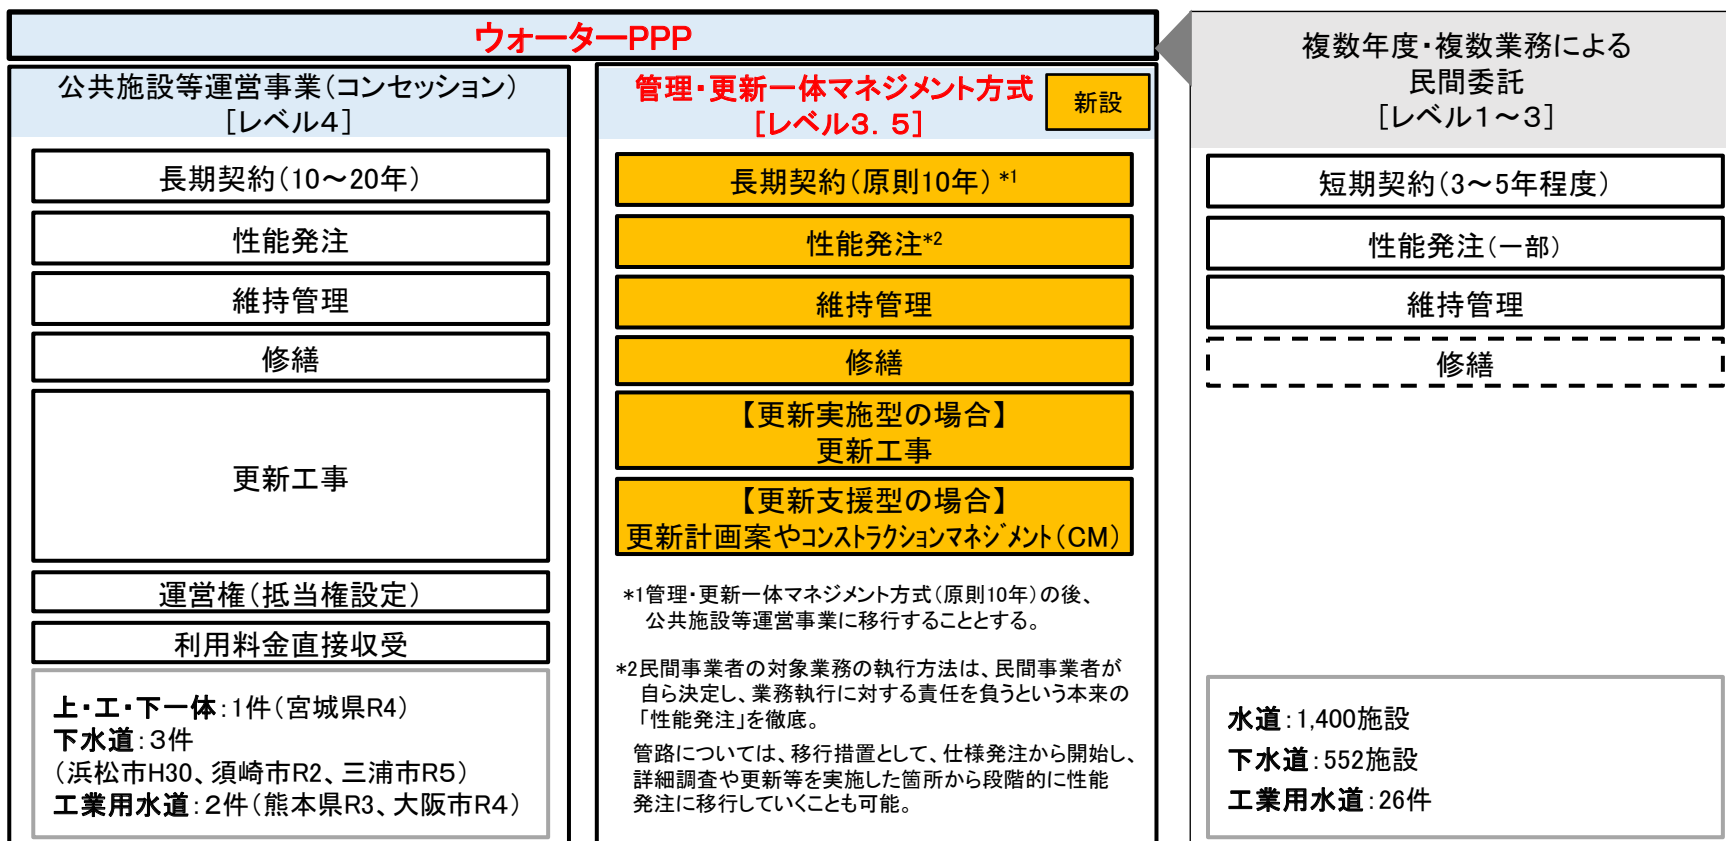 ウォーターPPP
公共施設等運営事業(コンセッション)
[レベル4]
長期契約(10～20年)
性能発注
維持管理
修繕
更新工事
運営権(抵当権設定)
利用料金直接収受
上・工・下一体:1件(宮城県R4)
下水道:3件
(浜松市H30、須崎市R2、三浦市R5)
工業用水道:2件(熊本県R3、大阪市R4)
管理・更新一体マネジメント方式
[レベル3．5]
新設
長期契約(原則10年)*1
性能発注*2
維持管理
修繕
【更新実施型の場合】
更新工事
【更新支援型の場合】
更新計画案やｺﾝｽﾄﾗｸｼｮﾝﾏﾈｼﾞﾒﾝﾄ(CM)
*1管理・更新一体マネジメント方式(原則10年)の後、
公共施設等運営事業に移行することとする。
*2民間事業者の対象業務の執行方法は、民間事業者が
自ら決定し、業務執行に対する責任を負うという本来の
「性能発注」を徹底。
管路については、移行措置として、仕様発注から開始し、
詳細調査や更新等を実施した箇所から段階的に性能
発注に移行していくことも可能。
複数年度・複数業務による
民間委託
[レベル1～3]
短期契約(3～5年程度)
性能発注(一部)
維持管理
修繕
水道:1,400施設
下水道:552施設
工業用水道:26件